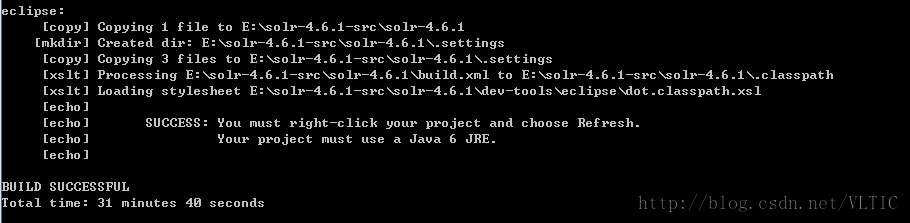 eclipse:
[copy] Copying 1 file to E:\solr-4.6.1-src\solr-4.6.1
[mkdir] Created dir: E:\solr-4.6.1-src\solr-4.6.1\.settings
[copy] Copying 3 files to E:\solr-4.6.1-src\solr-4.6.1\.settings
[xslt] Processing E:\solr-4.6.1-src\solr-4.6.1\build.xml to E:\solr-4.6.1-src\solr-4.6.1\.classpath
[xslt] Loading stylesheet E:\solr-4.6.1-src\solr-4.6.1\dev-tools\eclipse\dot.classpath.xsl
[echo]
[echo] SUCCESS: You must right-click your project and choose Refresh.
[echo] Your project must use a Java 6 JRE.
[echo]
BUILD SUCCESSFUL
Total time: 31 minutes 40 seconds
http://blog.csdn.net/VLTIC